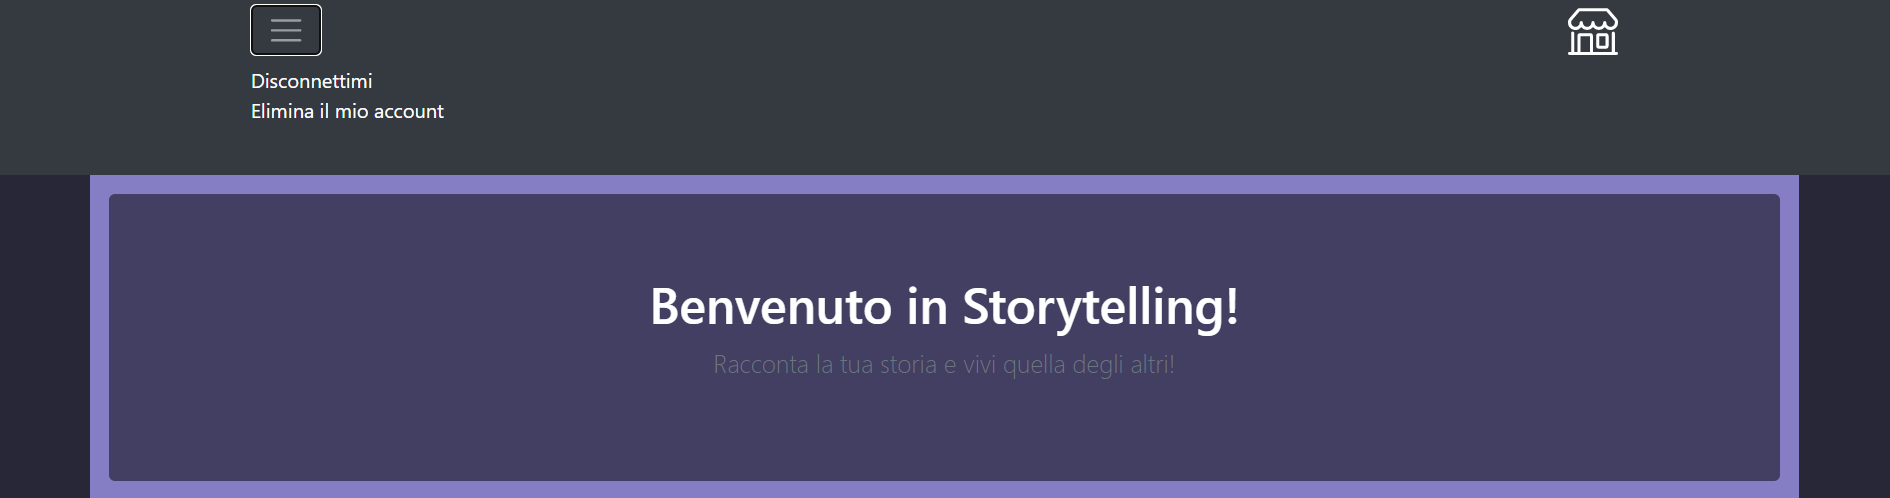 Disconnettimi
Elimina il mio account
Benvenuto in Storytelling!
Racconta la tua storia e vivi quella degli altri!